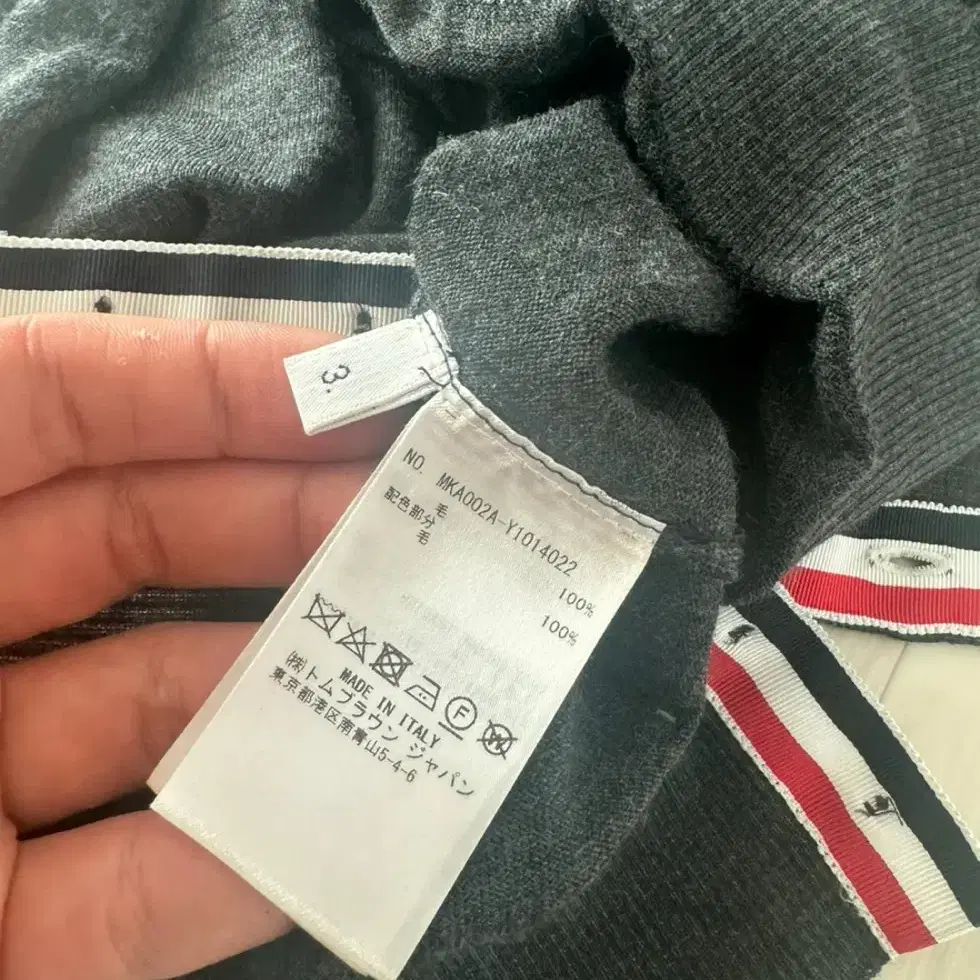 3.
NO. MKA002A-Y1014022
毛 100%
配色部分
毛 100%
MADE IN ITALY
(株)トムブラウン ジャパン
東京都港区南青山5-4-6